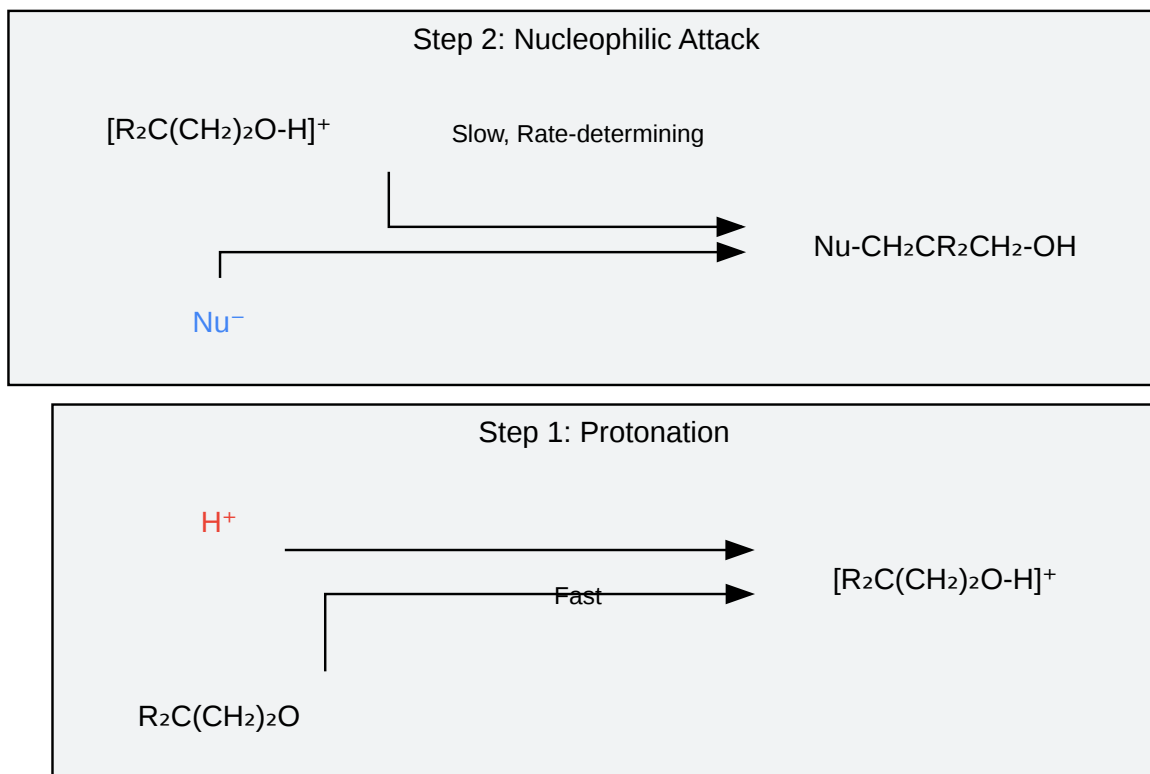 Step 2: Nucleophilic Attack
[R₂C(CH₂)₂O-H]⁺
Slow, Rate-determining
Nu-CH₂CR₂CH₂-OH
Nu⁻
Step 1: Protonation
H⁺
[R₂C(CH₂)₂O-H]⁺
Fast
R₂C(CH₂)₂O